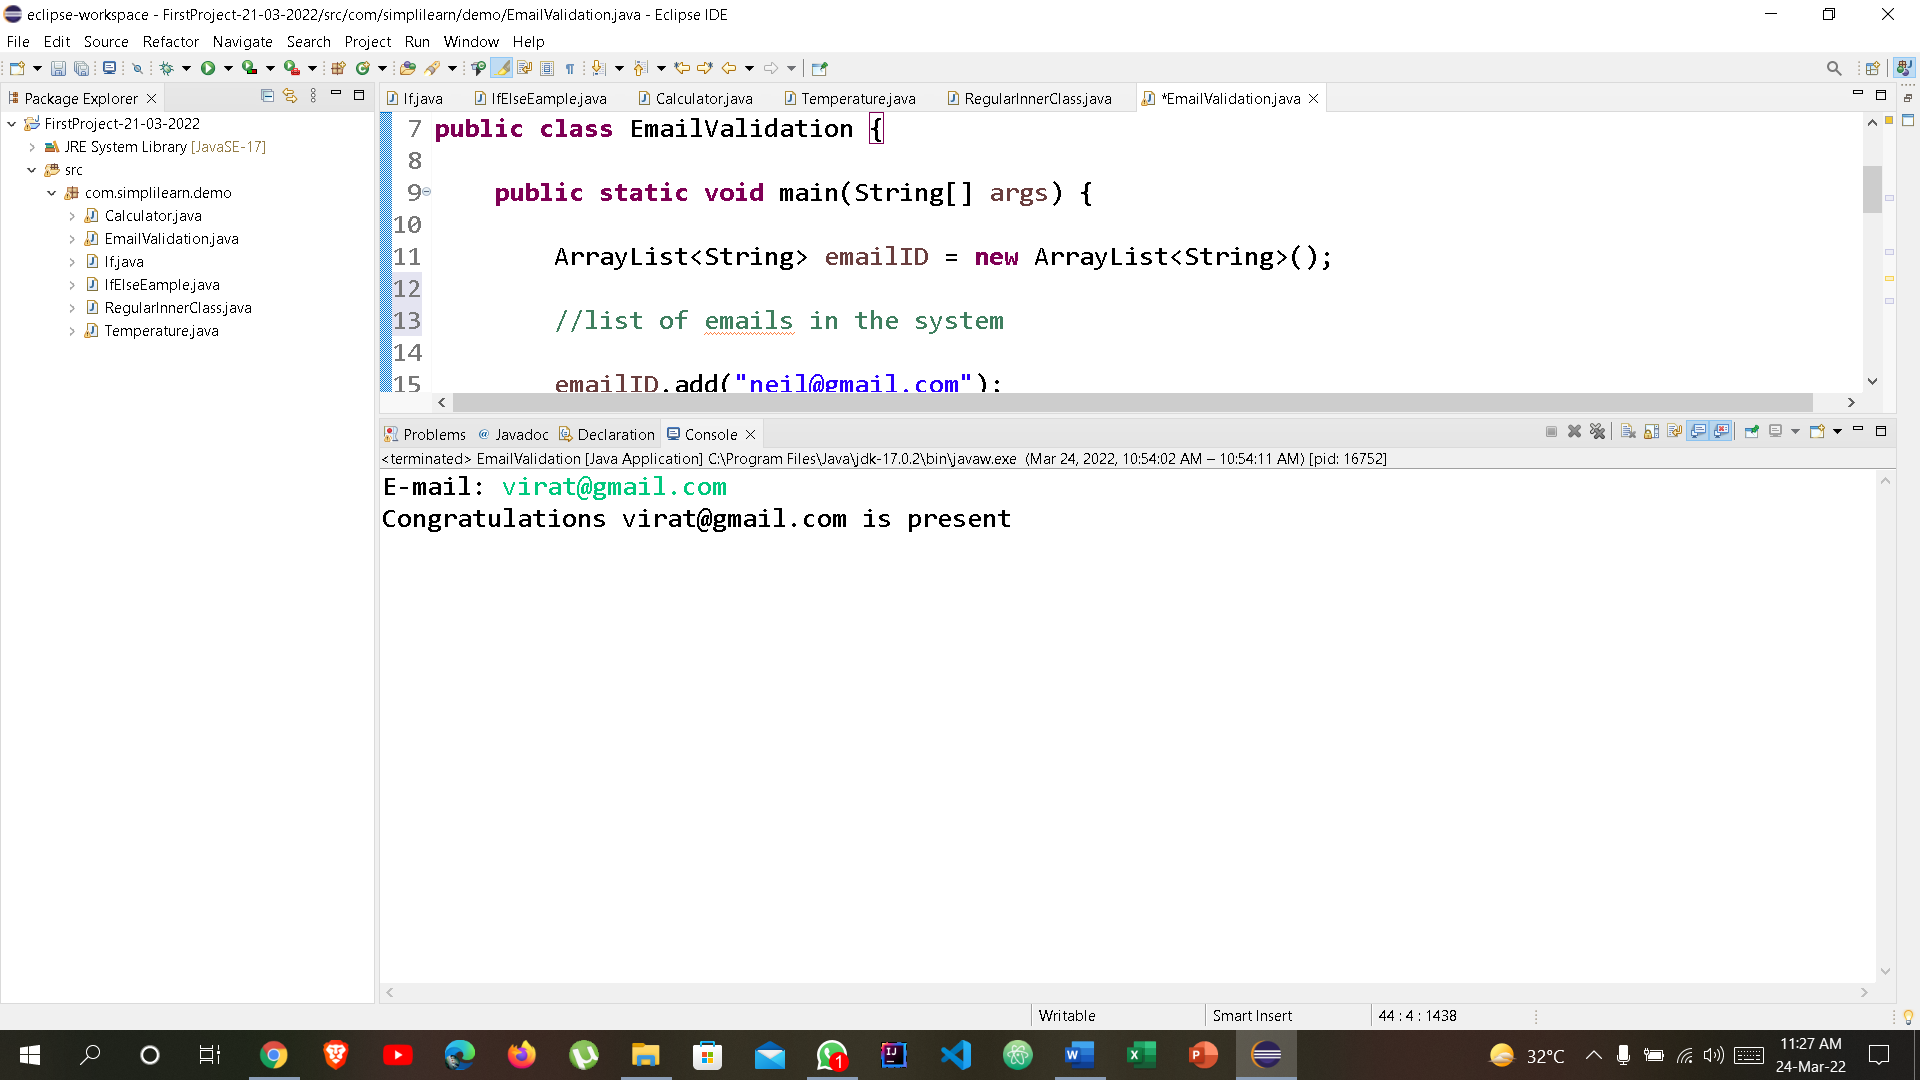 eclipse-workspace - FirstProject-21-03-2022/src/com/simplilearn/demo/EmailValidation.java - Eclipse IDE
File Edit Source Refactor Navigate Search Project Run Window Help
Package Explorer
FirstProject-21-03-2022
JRE System Library [JavaSE-17]
src
com.simplilearn.demo
Calculator.java
EmailValidation.java
If.java
IfElseEample.java
RegularInnerClass.java
Temperature.java
If.java IfElseEample.java Calculator.java Temperature.java RegularInnerClass.java *EmailValidation.java
7 public class EmailValidation {
8
9 public static void main(String[] args) {
10
11 ArrayList<String> emailID = new ArrayList<String>();
12
13 //list of emails in the system
14
15 emailID.add("neil@gmail.com");
Problems @ Javadoc Declaration Console
<terminated> EmailValidation [Java Application] C:\Program Files\Java\jdk-17.0.2\bin\javaw.exe (Mar 24, 2022, 10:54:02 AM – 10:54:11 AM) [pid: 16752]
E-mail: virat@gmail.com
Congratulations virat@gmail.com is present
Writable Smart Insert 44 : 4 : 1438
32°C 11:27 AM
24-Mar-22